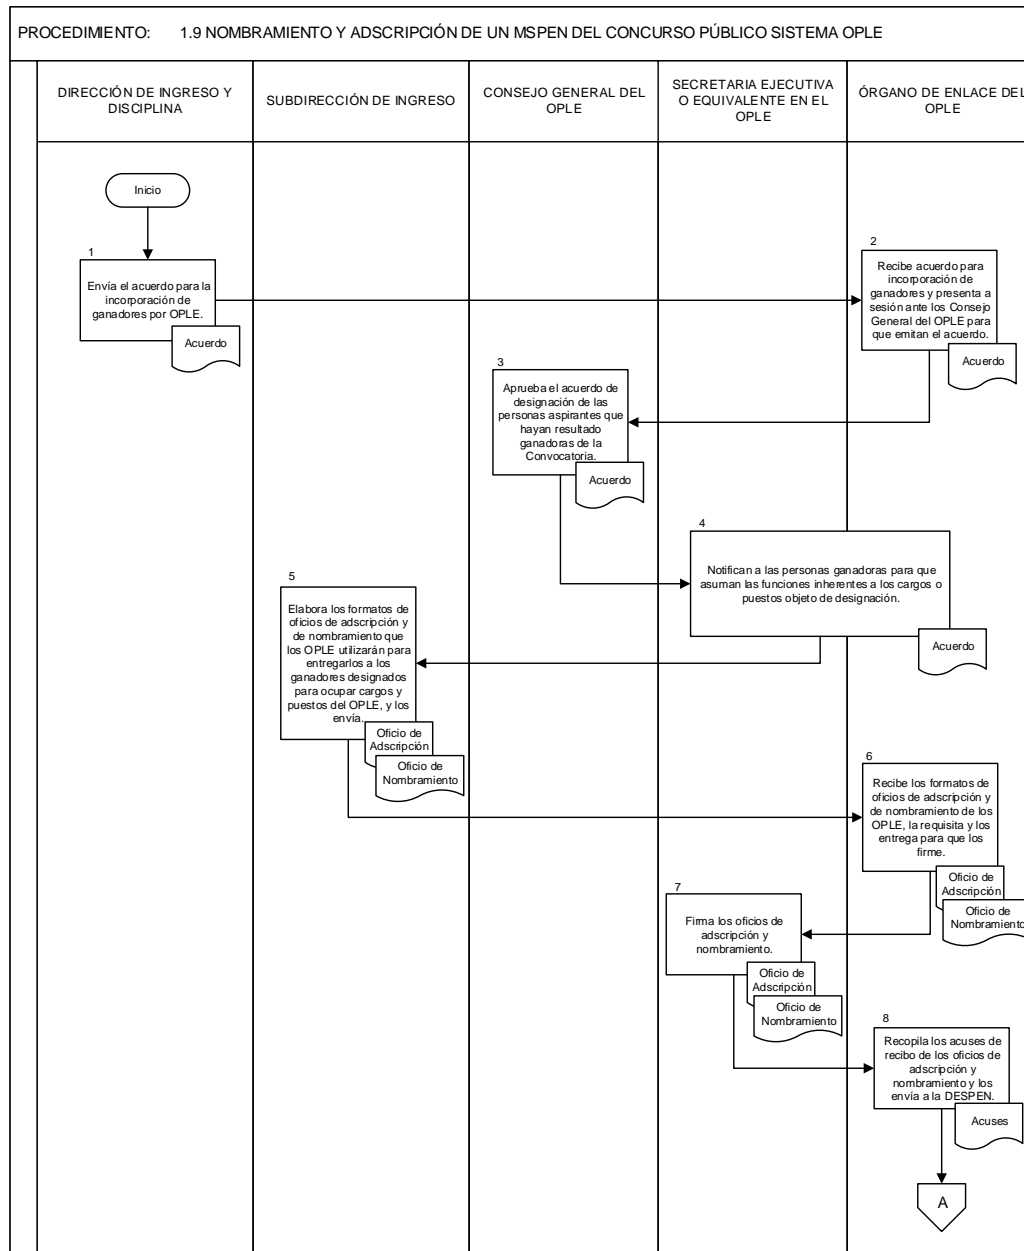 PROCEDIMIENTO: 1.9 NOMBRAMIENTO Y ADSCRIPCIÓN DE UN MSPEN DEL CONCURSO PÚBLICO SISTEMA OPLE
DIRECCIÓN DE INGRESO Y
DISCIPLINA
SUBDIRECCIÓN DE INGRESO
CONSEJO GENERAL DEL
OPLE
SECRETARIA EJECUTIVA
O EQUIVALENTE EN EL
OPLE
ÓRGANO DE ENLACE DEL
OPLE
Inicio
1
Envía el acuerdo para la
incorporación de
ganadores por OPLE.
Acuerdo
2
Recibe acuerdo para
incorporación de
ganadores y presenta a
sesión ante los Consejo
General del OPLE para
que emitan el acuerdo.
Acuerdo
3
Aprueba el acuerdo de
designación de las
personas aspirantes que
hayan resultado
ganadoras de la
Convocatoria.
Acuerdo
4
Notifican a las personas ganadoras para que
asuman las funciones inherentes a los cargos o
puestos objeto de designación.
Acuerdo
5
Elabora los formatos de
oficios de adscripción y
de nombramiento que
los OPLE utilizarán para
entregarlos a los
ganadores designados
para ocupar cargos y
puestos del OPLE, y los
envía.
Oficio de
Adscripción
Oficio de
Nombramiento
6
Recibe los formatos de
oficios de adscripción y
de nombramiento de los
OPLE, la requisita y los
entrega para que los
firme.
Oficio de
Adscripción
Oficio de
Nombramiento
7
Firma los oficios de
adscripción y
nombramiento.
Oficio de
Adscripción
Oficio de
Nombramiento
8
Recopila los acuses de
recibo de los oficios de
adscripción y
nombramiento y los
envía a la DESPEN.
Acuses
A